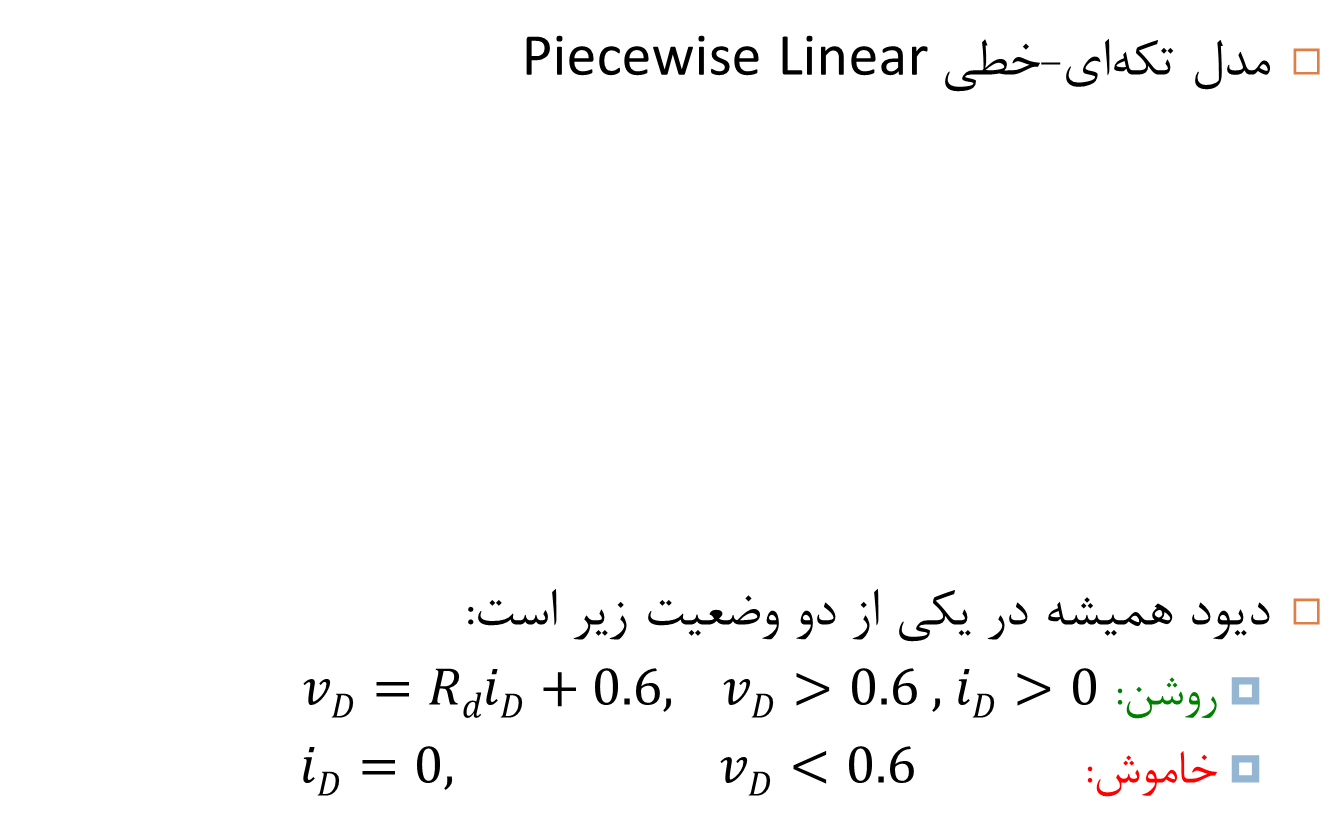 مدل تکه‌ای-خطی Piecewise Linear
دیود همیشه در یکی از دو وضعیت زیر است:
روشن: v_D = R_d i_D + 0.6, v_D > 0.6 , i_D > 0
خاموش: i_D = 0, v_D < 0.6